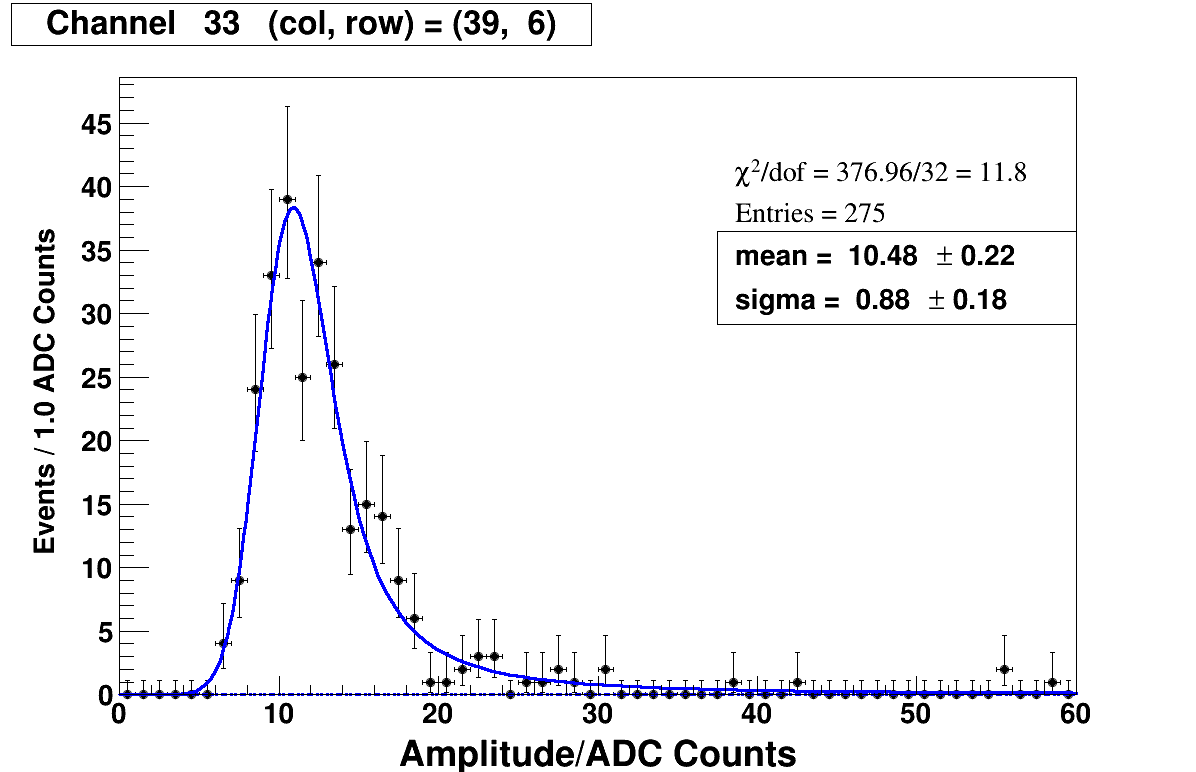 Channel 33 (col, row) = (39, 6)
χ²/dof = 376.96/32 = 11.8
Entries = 275
mean = 10.48 ± 0.22
sigma = 0.88 ± 0.18
Events / 1.0 ADC Counts
45
40
35
30
25
20
15
10
5
0
0 10 20 30 40 50 60
Amplitude/ADC Counts